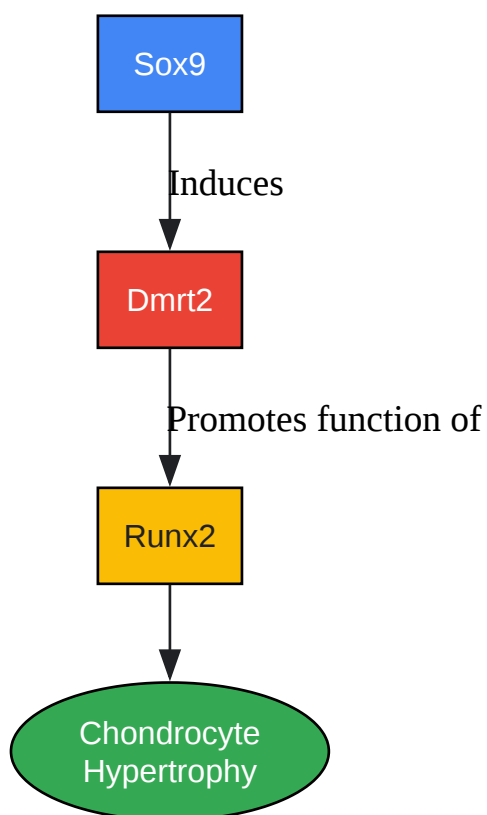 Sox9
Induces
Dmrt2
Promotes function of
Runx2
Chondrocyte
Hypertrophy